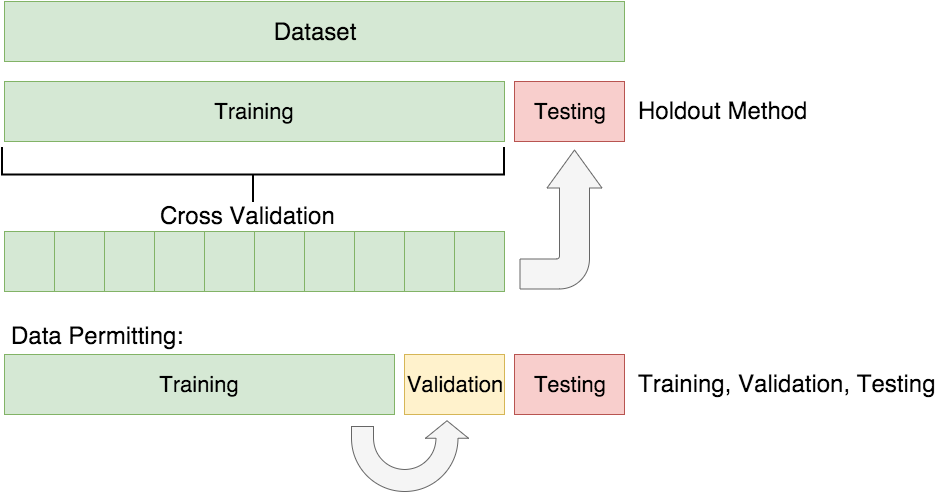 Dataset
Training
Testing
Holdout Method
Cross Validation
Data Permitting:
Training
Validation
Testing
Training, Validation, Testing